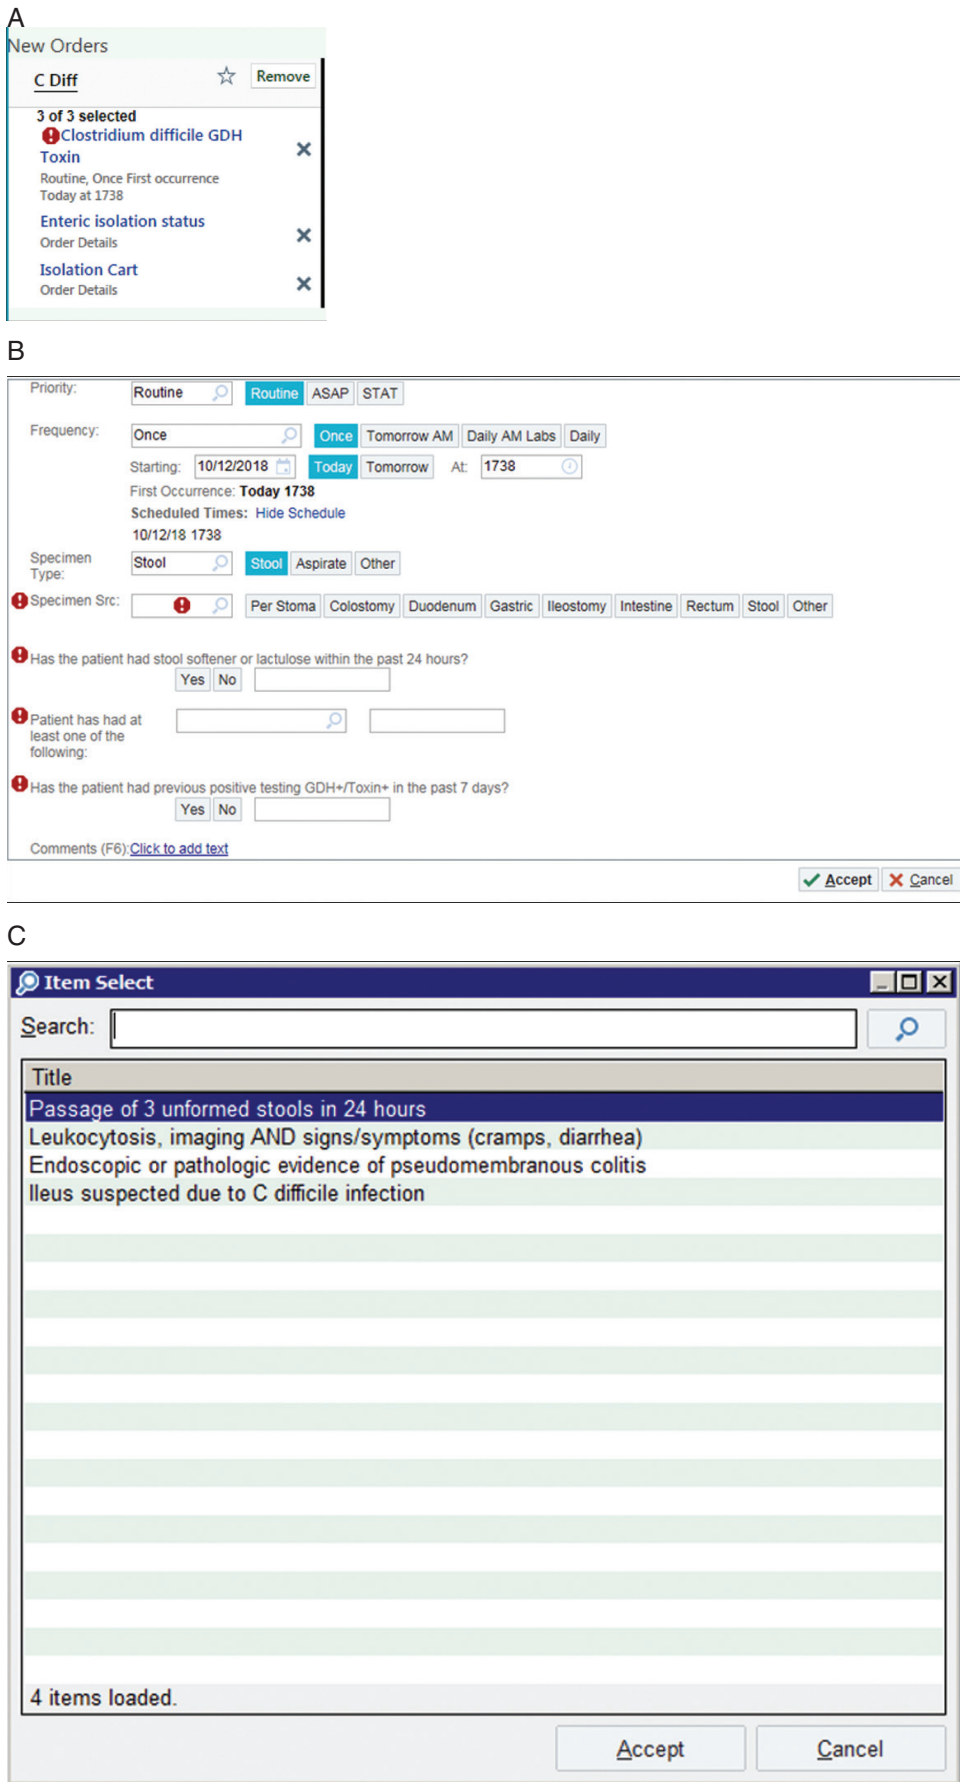 A
New Orders
C Diff Remove
3 of 3 selected
Clostridium difficile GDH
Toxin
Routine, Once First occurrence
Today at 1738
Enteric isolation status
Order Details
Isolation Cart
Order Details
B
Priority: Routine Routine ASAP STAT
Frequency: Once Once Tomorrow AM Daily AM Labs Daily
Starting: 10/12/2018 Today Tomorrow At: 1738
First Occurrence: Today 1738
Scheduled Times: Hide Schedule
10/12/18 1738
Specimen Type: Stool Stool Aspirate Other
Specimen Src: Per Stoma Colostomy Duodenum Gastric Ileostomy Intestine Rectum Stool Other
Has the patient had stool softener or lactulose within the past 24 hours?
Yes No
Patient has had at
least one of the
following:
Has the patient had previous positive testing GDH+/Toxin+ in the past 7 days?
Yes No
Comments (F6): Click to add text
Accept Cancel
C
Item Select
Search:
Title
Passage of 3 unformed stools in 24 hours
Leukocytosis, imaging AND signs/symptoms (cramps, diarrhea)
Endoscopic or pathologic evidence of pseudomembranous colitis
Ileus suspected due to C difficile infection
4 items loaded.
Accept Cancel